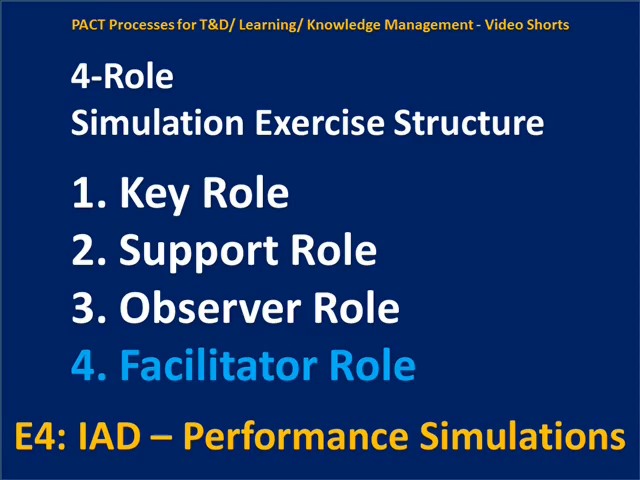 PACT Processes for T&D/ Learning/ Knowledge Management - Video Shorts
4-Role
Simulation Exercise Structure
1. Key Role
2. Support Role
3. Observer Role
4. Facilitator Role
E4: IAD – Performance Simulations